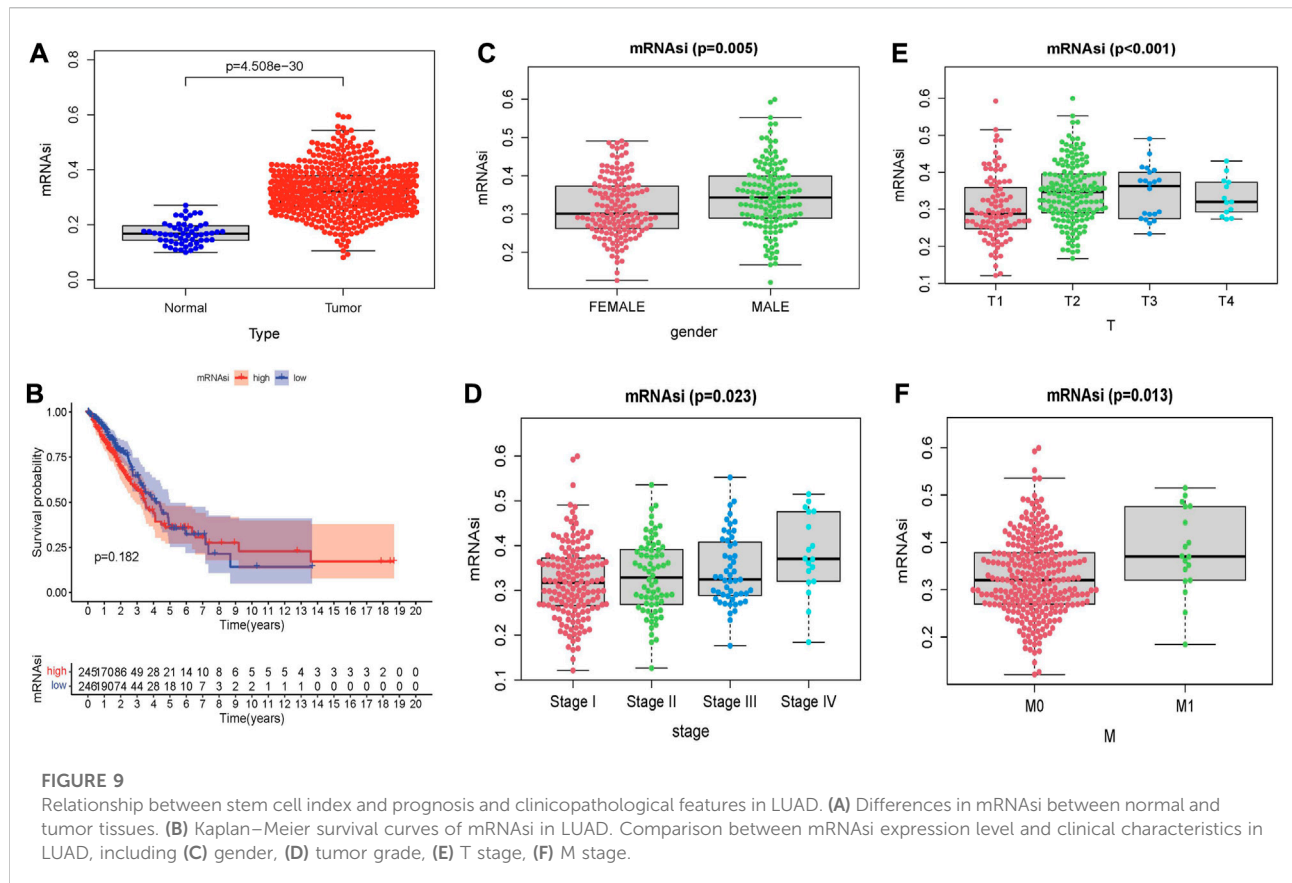 A
p=4.508e−30
mRNAsi
0.8
0.6
0.4
0.2
0.0
Normal Tumor
Type
C
mRNAsi (p=0.005)
mRNAsi
0.6
0.5
0.4
0.3
0.2
FEMALE MALE
gender
E
mRNAsi (p<0.001)
mRNAsi
0.6
0.5
0.4
0.3
0.2
0.1
T1 T2 T3 T4
T
B
mRNAsi high low
Survival probability
1.00
0.75
0.50
0.25
0.00
p=0.182
0 1 2 3 4 5 6 7 8 9 10 11 12 13 14 15 16 17 18 19 20
Time(years)
mRNAsi
high 245 170 86 49 28 21 14 10 8 6 5 5 5 4 3 3 3 3 2 0 0
low 246 190 74 44 28 18 10 7 3 2 2 1 1 1 0 0 0 0 0 0 0
0 1 2 3 4 5 6 7 8 9 10 11 12 13 14 15 16 17 18 19 20
Time(years)
D
mRNAsi (p=0.023)
mRNAsi
0.6
0.5
0.4
0.3
0.2
0.1
Stage I Stage II Stage III Stage IV
stage
F
mRNAsi (p=0.013)
mRNAsi
0.6
0.5
0.4
0.3
0.2
M0 M1
M
FIGURE 9
Relationship between stem cell index and prognosis and clinicopathological features in LUAD. (A) Differences in mRNAsi between normal and
tumor tissues. (B) Kaplan–Meier survival curves of mRNAsi in LUAD. Comparison between mRNAsi expression level and clinical characteristics in
LUAD, including (C) gender, (D) tumor grade, (E) T stage, (F) M stage.